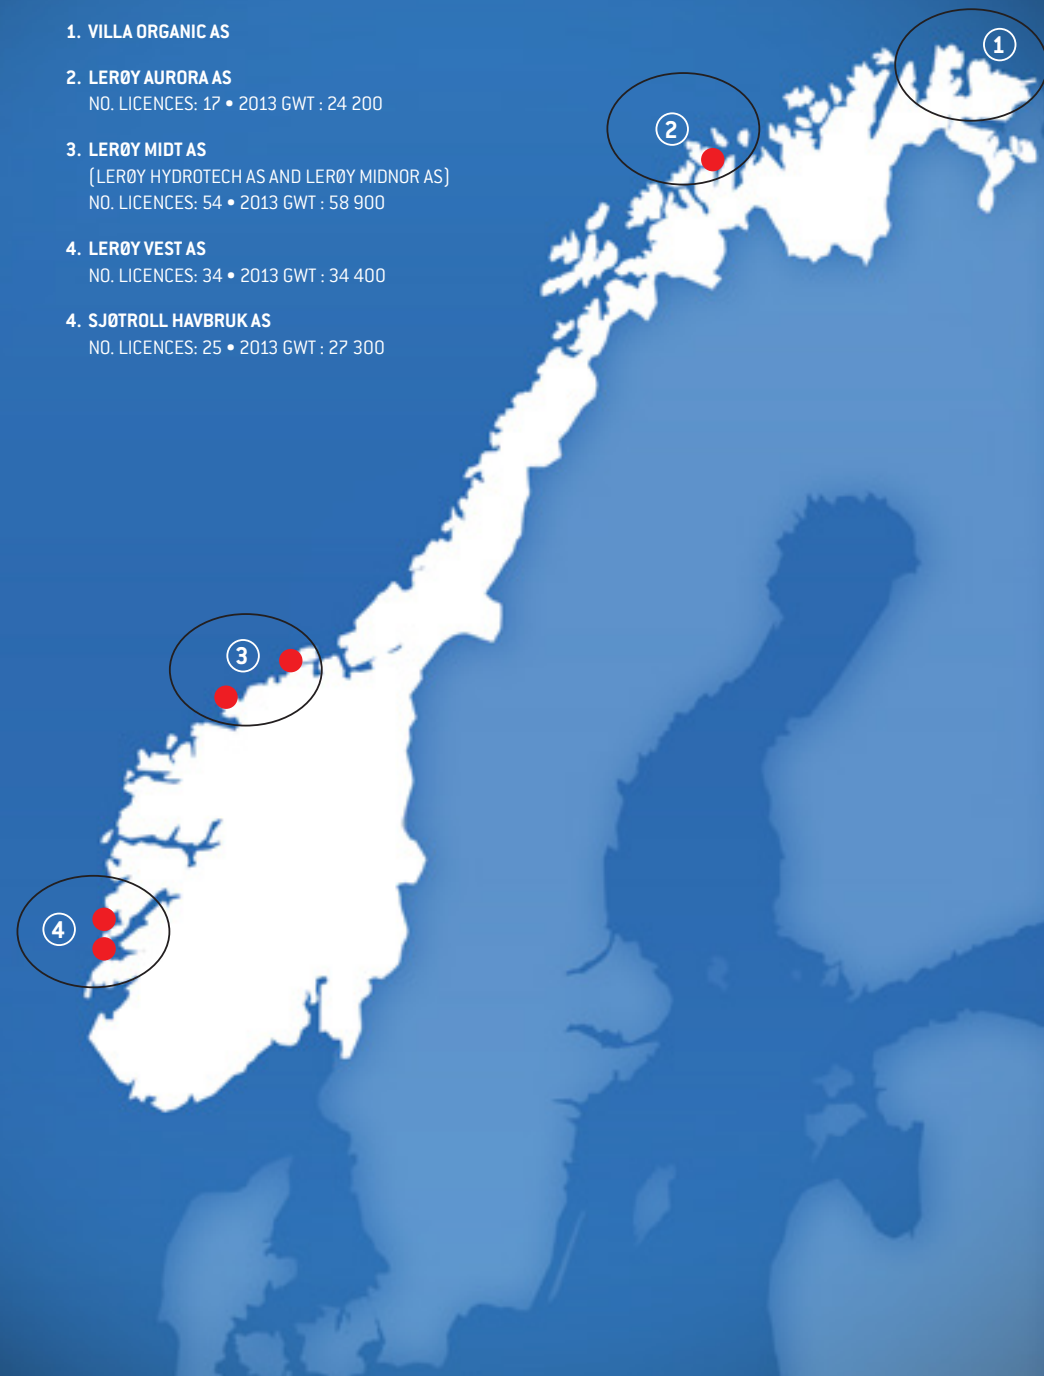 1. VILLA ORGANIC AS
2. LERØY AURORA AS
NO. LICENCES: 17 • 2013 GWT : 24 200
3. LERØY MIDT AS
(LERØY HYDROTECH AS AND LERØY MIDNOR AS)
NO. LICENCES: 54 • 2013 GWT : 58 900
4. LERØY VEST AS
NO. LICENCES: 34 • 2013 GWT : 34 400
4. SJØTROLL HAVBRUK AS
NO. LICENCES: 25 • 2013 GWT : 27 300
1
2
3
4